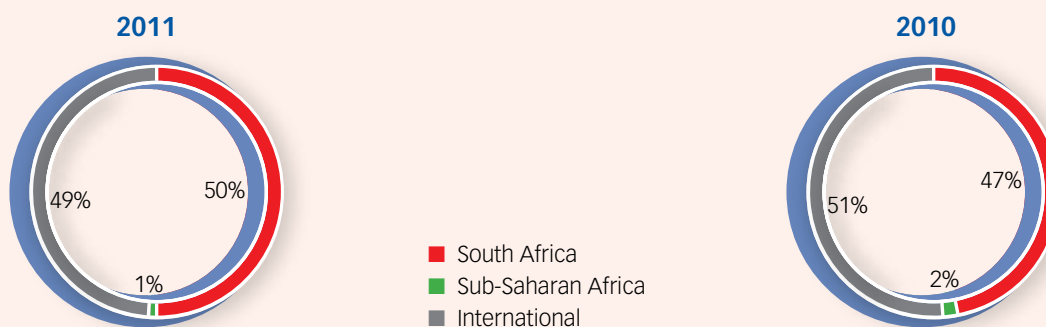 2011
49%
50%
1%
South Africa
Sub-Saharan Africa
International
2010
51%
47%
2%